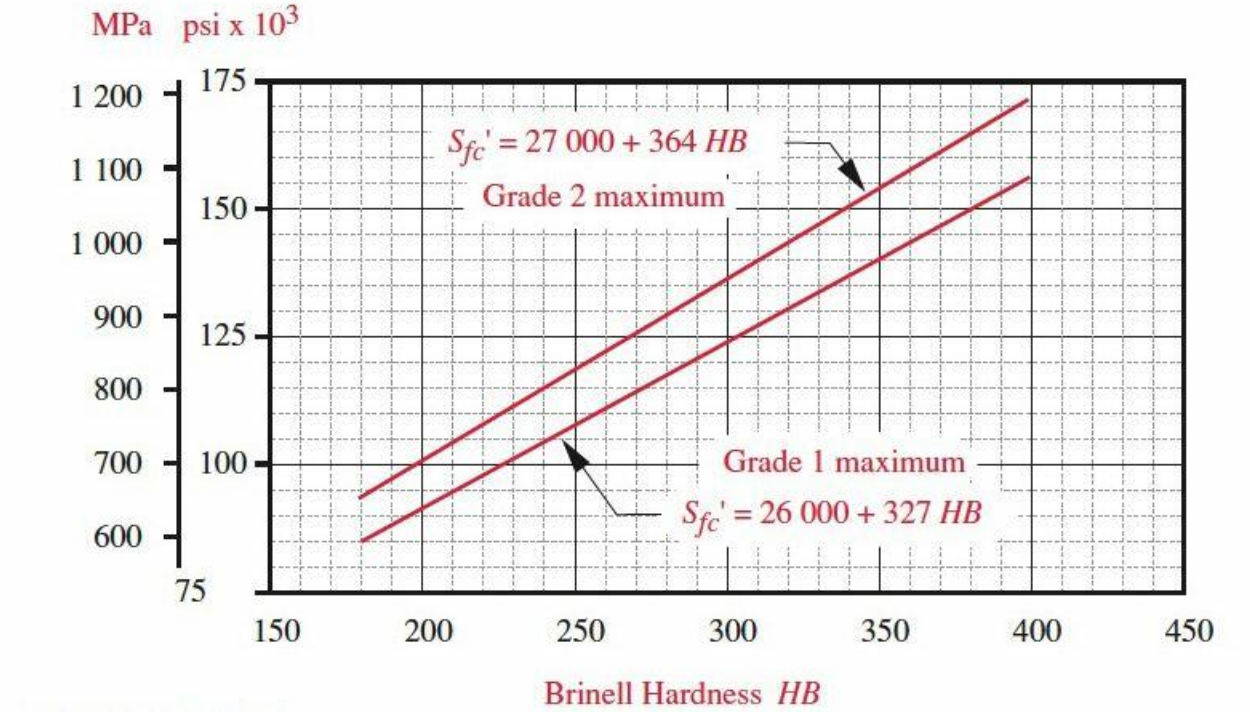 MPa psi x 10³
1 200
1 100
1 000
900
800
700
600
175
150
125
100
75
Sfc' = 27 000 + 364 HB
Grade 2 maximum
Grade 1 maximum
Sfc' = 26 000 + 327 HB
150 200 250 300 350 400 450
Brinell Hardness HB